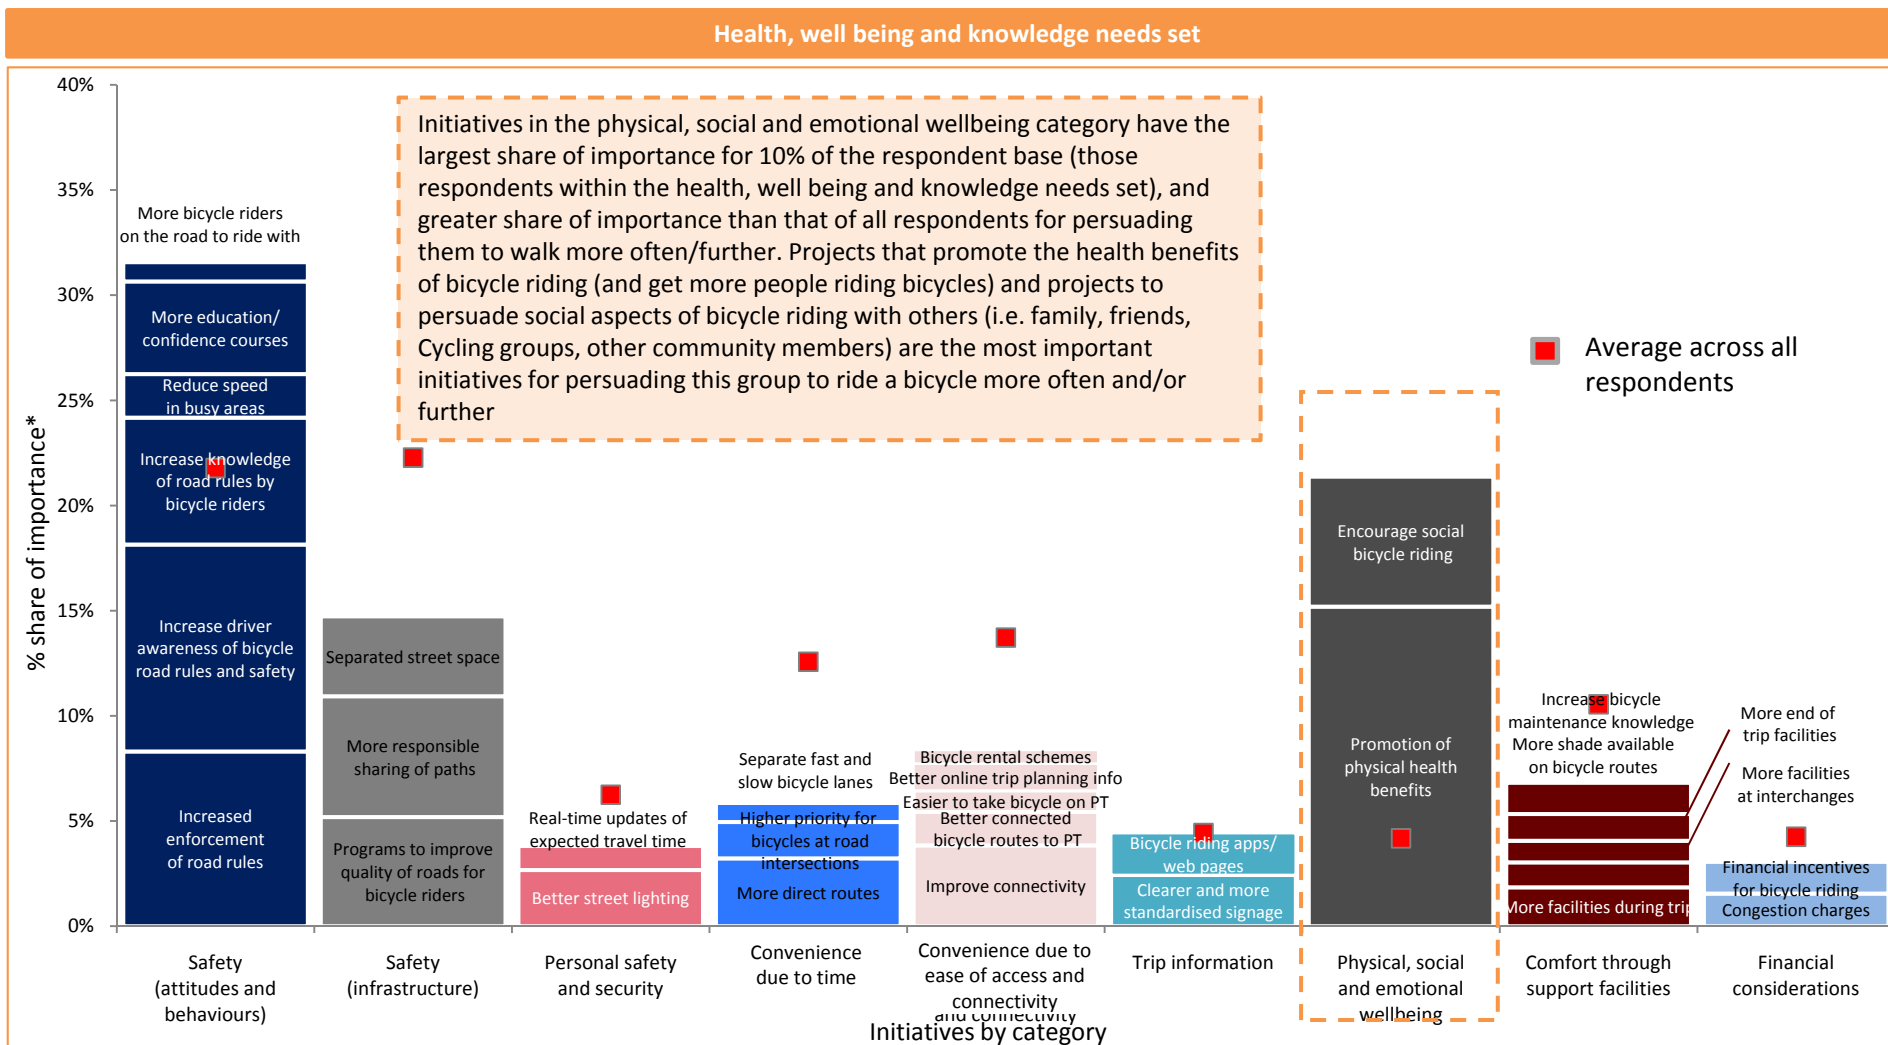 Health, well being and knowledge needs set
40%
35%
30%
25%
20%
15%
10%
5%
0%
% share of importance*
Initiatives in the physical, social and emotional wellbeing category have the
largest share of importance for 10% of the respondent base (those
respondents within the health, well being and knowledge needs set), and
greater share of importance than that of all respondents for persuading
them to walk more often/further. Projects that promote the health benefits
of bicycle riding (and get more people riding bicycles) and projects to
persuade social aspects of bicycle riding with others (i.e. family, friends,
Cycling groups, other community members) are the most important
initiatives for persuading this group to ride a bicycle more often and/or
further
Average across all
respondents
More bicycle riders
on the road to ride with
More education/
confidence courses
Reduce speed
in busy areas
Increase knowledge
of road rules by
bicycle riders
Increase driver
awareness of bicycle
road rules and safety
Increased
enforcement
of road rules
Separated street space
More responsible
sharing of paths
Programs to improve
quality of roads for
bicycle riders
Real-time updates of
expected travel time
Better street lighting
Separate fast and
slow bicycle lanes
Higher priority for
bicycles at road
intersections
More direct routes
Bicycle rental schemes
Better online trip planning info
Easier to take bicycle on PT
Better connected
bicycle routes to PT
Improve connectivity
Bicycle riding apps/
web pages
Clearer and more
standardised signage
Encourage social
bicycle riding
Promotion of
physical health
benefits
Increase bicycle
maintenance knowledge
More shade available
on bicycle routes
More end of
trip facilities
More facilities
at interchanges
More facilities during trip
Financial incentives
for bicycle riding
Congestion charges
Safety
(attitudes and
behaviours)
Safety
(infrastructure)
Personal safety
and security
Convenience
due to time
Convenience due to
ease of access and
connectivity
and connectivity
Trip information
Physical, social
and emotional
wellbeing
Comfort through
support facilities
Financial
considerations
Initiatives by category